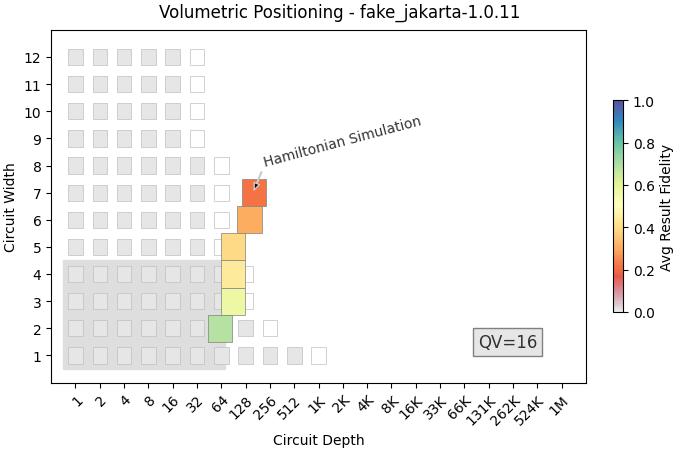 Volumetric Positioning - fake_jakarta-1.0.11
12
11
10
9
8
7
6
5
4
3
2
1
Circuit Width
Hamiltonian Simulation
QV=16
1
2
4
8
16
32
64
128
256
512
1K
2K
4K
8K
16K
33K
66K
131K
262K
524K
1M
Circuit Depth
1.0
0.8
0.6
0.4
0.2
0.0
Avg Result Fidelity